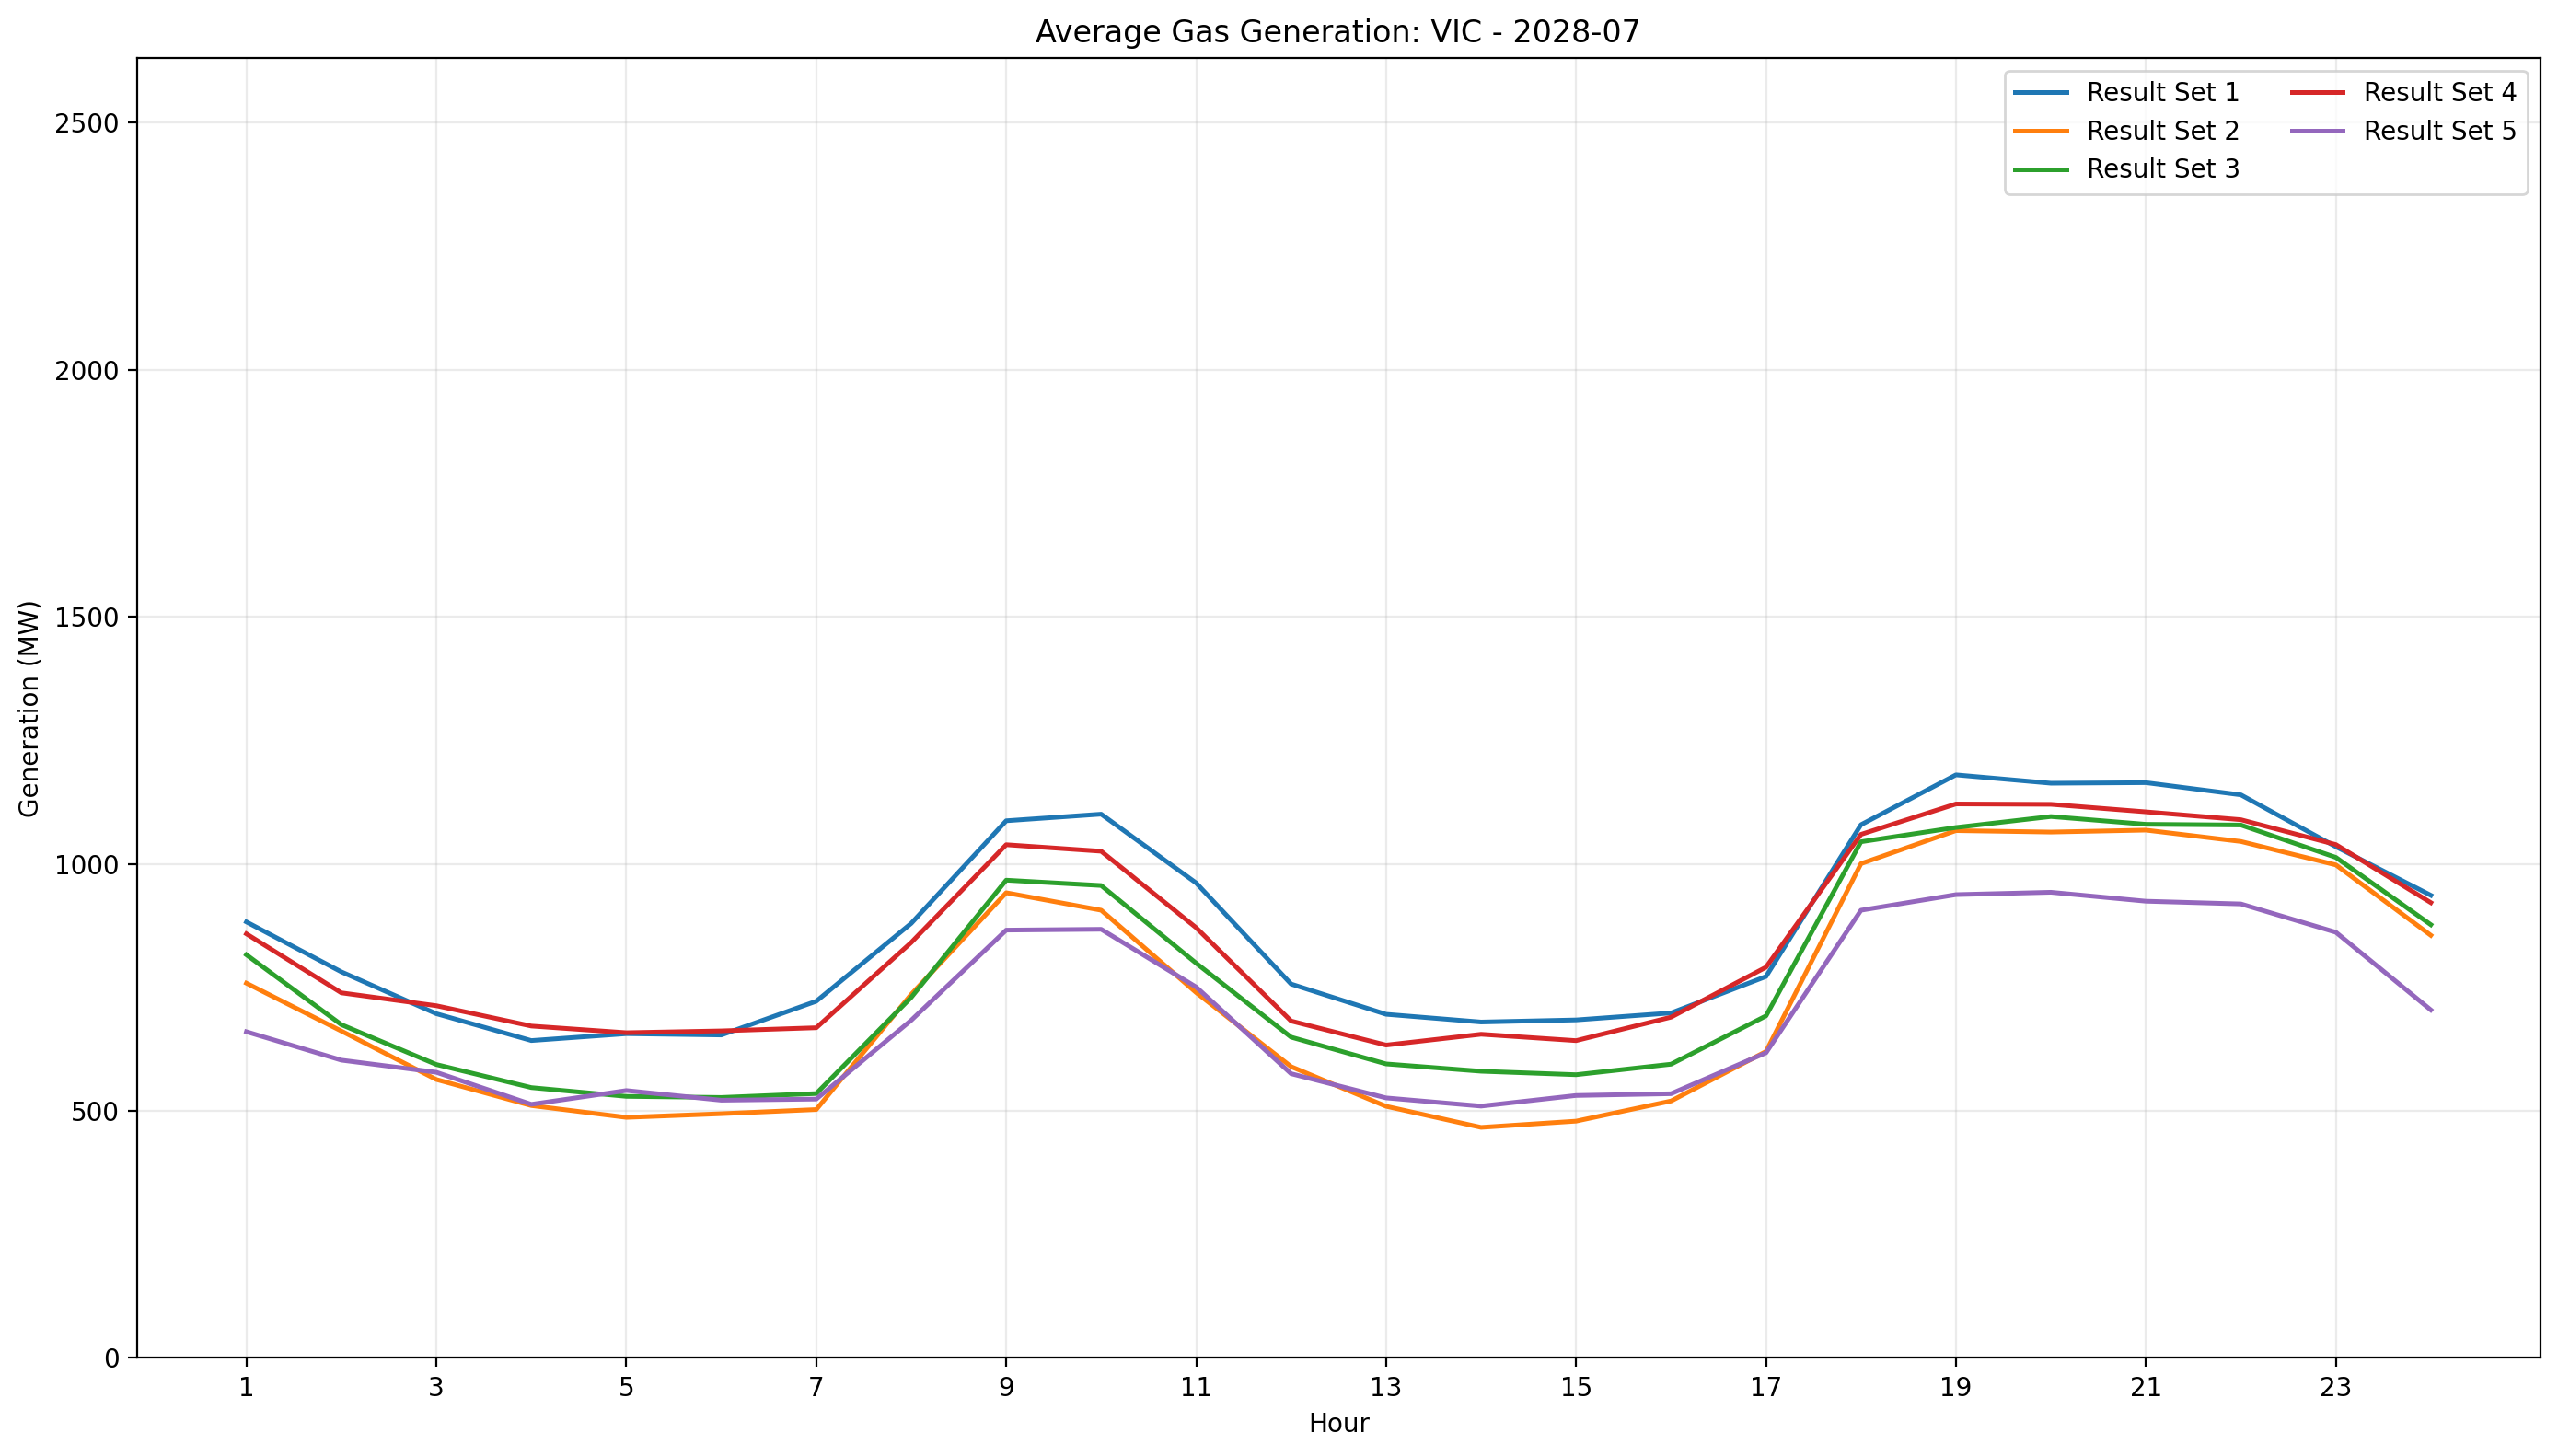 Average Gas Generation: VIC - 2028-07
Result Set 1
Result Set 2
Result Set 3
Result Set 4
Result Set 5
Generation (MW)
2500
2000
1500
1000
500
0
1 3 5 7 9 11 13 15 17 19 21 23
Hour